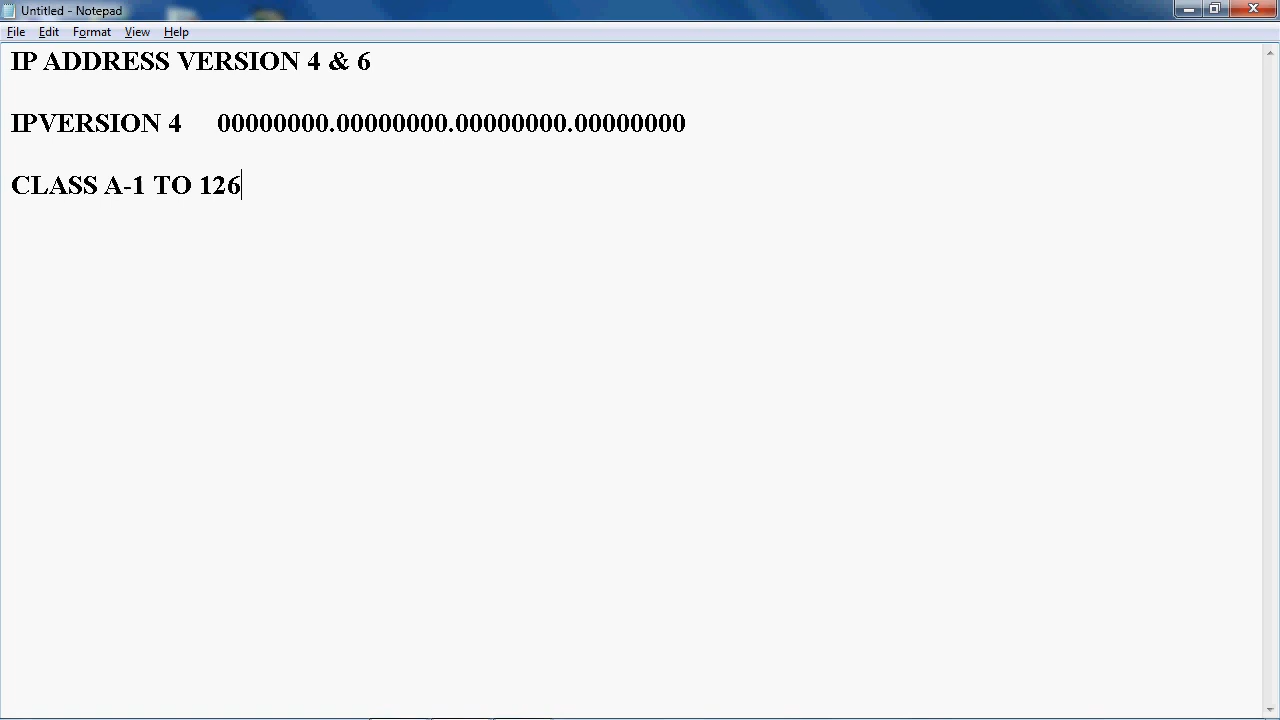 Untitled - Notepad
File Edit Format View Help
IP ADDRESS VERSION 4 & 6
IPVERSION 4 00000000.00000000.00000000.00000000
CLASS A-1 TO 126